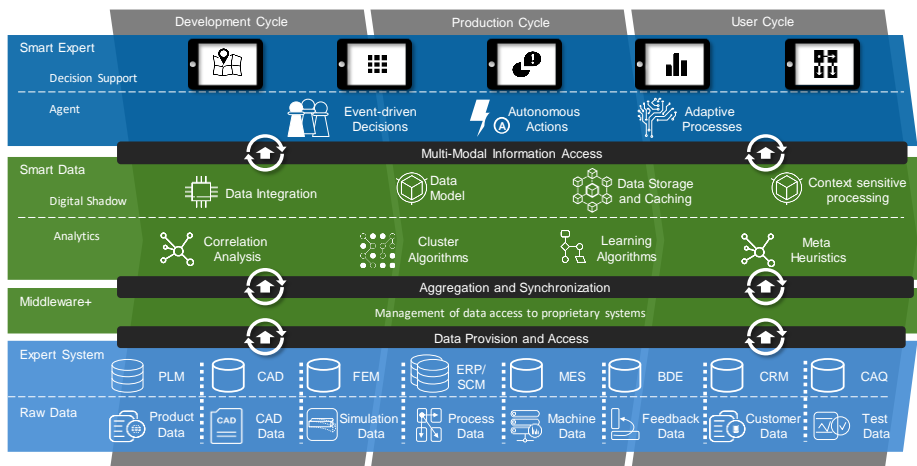 Development Cycle
Production Cycle
User Cycle
Smart Expert
Decision Support
Agent
Event-driven
Decisions
A
Autonomous
Actions
Adaptive
Processes
Multi-Modal Information Access
Smart Data
Digital Shadow
Data Integration
Data
Model
Data Storage
and Caching
Context sensitive
processing
Analytics
Correlation
Analysis
Cluster
Algorithms
Learning
Algorithms
Meta
Heuristics
Aggregation and Synchronization
Middleware+
Management of data access to proprietary systems
Data Provision and Access
Expert System
PLM
CAD
FEM
ERP/
SCM
MES
BDE
CRM
CAQ
Raw Data
Product
Data
CAD
CAD
Data
Simulation
Data
Process
Data
Machine
Data
Feedback
Data
Customer
Data
Test
Data